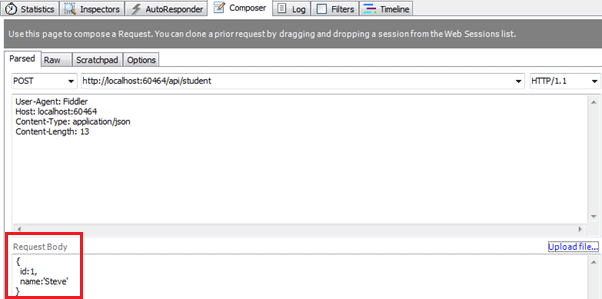 Statistics Inspectors AutoResponder Composer Log Filters Timeline
Use this page to compose a Request. You can clone a prior request by dragging and dropping a session from the Web Sessions list.
Parsed Raw Scratchpad Options
POST http://localhost:60464/api/student HTTP/1.1
User-Agent: Fiddler
Host: localhost:60464
Content-Type: application/json
Content-Length: 13
Request Body Upload file...
{
id:1,
name:'Steve'
}